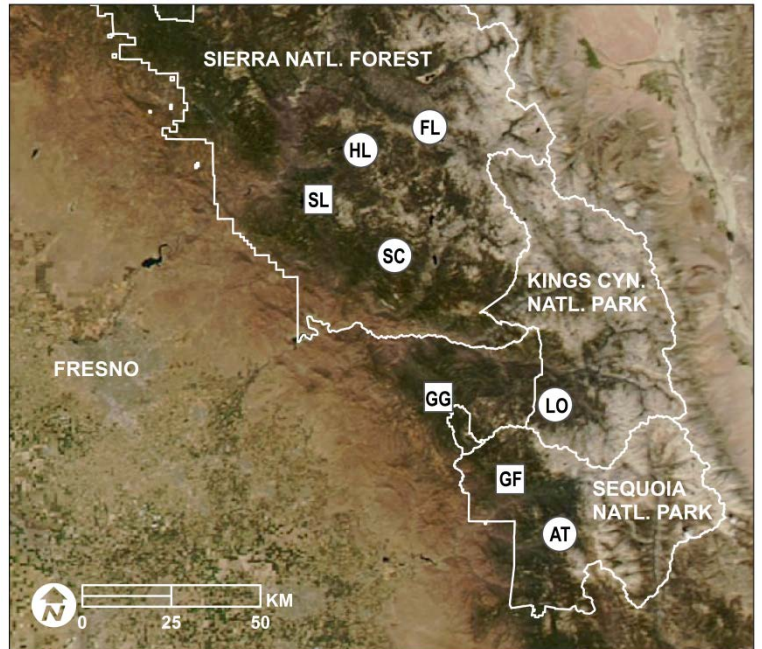 SIERRA NATL. FOREST
FL
HL
SL
SC
KINGS CYN.
NATL. PARK
FRESNO
GG
LO
GF
SEQUOIA
NATL. PARK
AT
N
KM
0 25 50